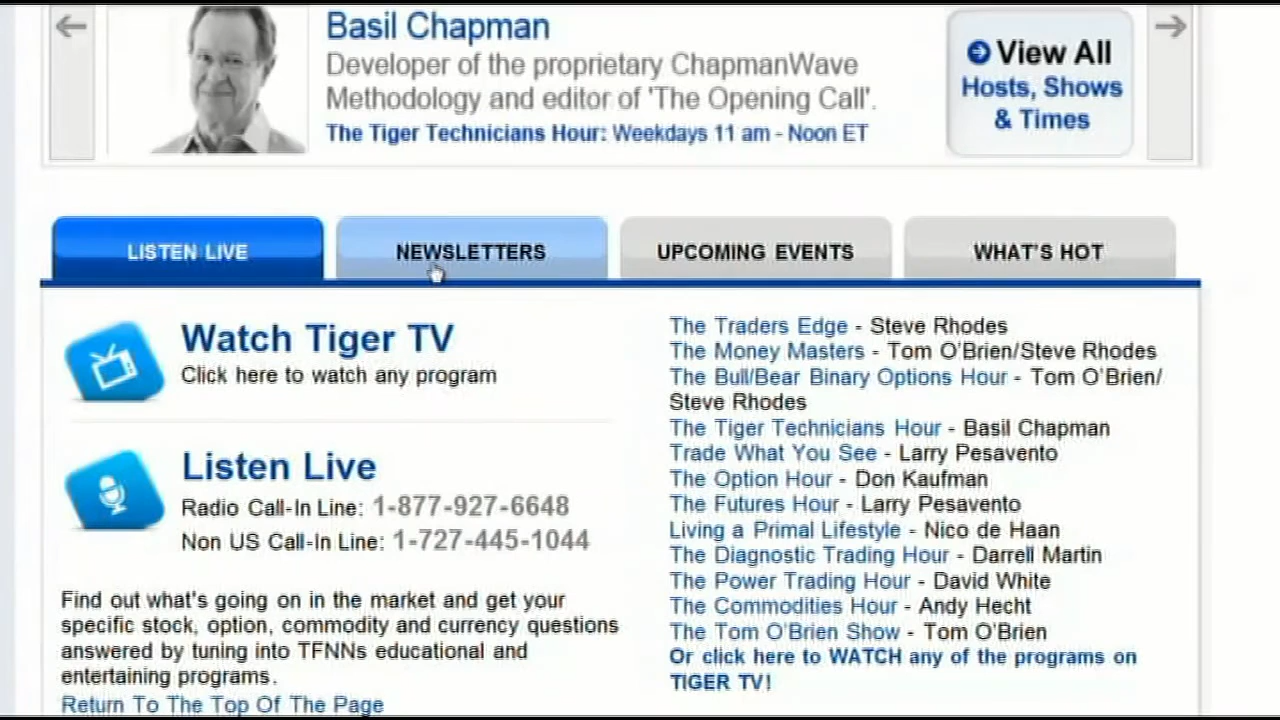 Basil Chapman
Developer of the proprietary ChapmanWave
Methodology and editor of 'The Opening Call'.
The Tiger Technicians Hour: Weekdays 11 am - Noon ET
View All
Hosts, Shows
& Times
LISTEN LIVE
NEWSLETTERS
UPCOMING EVENTS
WHAT'S HOT
Watch Tiger TV
Click here to watch any program
Listen Live
Radio Call-In Line: 1-877-927-6648
Non US Call-In Line: 1-727-445-1044
Find out what's going on in the market and get your
specific stock, option, commodity and currency questions
answered by tuning into TFNNs educational and
entertaining programs.
Return To The Top Of The Page
The Traders Edge - Steve Rhodes
The Money Masters - Tom O'Brien/Steve Rhodes
The Bull/Bear Binary Options Hour - Tom O'Brien/
Steve Rhodes
The Tiger Technicians Hour - Basil Chapman
Trade What You See - Larry Pesavento
The Option Hour - Don Kaufman
The Futures Hour - Larry Pesavento
Living a Primal Lifestyle - Nico de Haan
The Diagnostic Trading Hour - Darrell Martin
The Power Trading Hour - David White
The Commodities Hour - Andy Hecht
The Tom O'Brien Show - Tom O'Brien
Or click here to WATCH any of the programs on
TIGER TV!